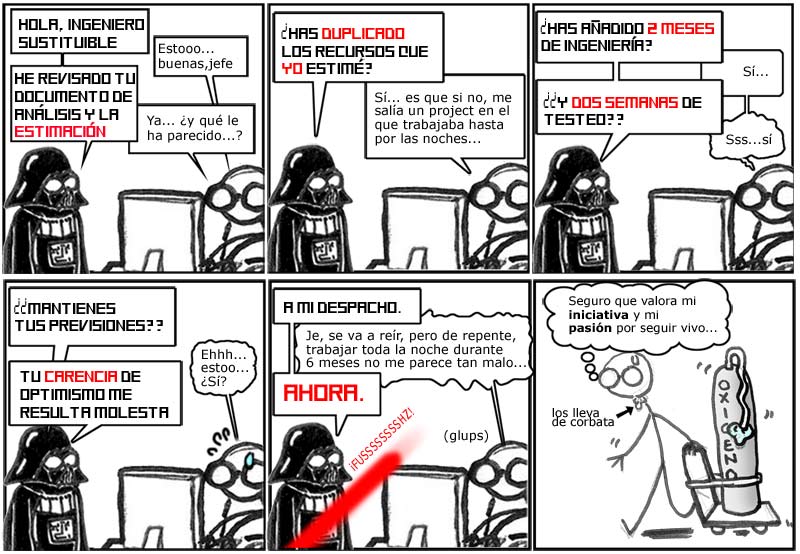 HOLA, INGENIERO
SUSTITUIBLE
Estooo...
buenas,jefe
HE REVISADO TU
DOCUMENTO DE
ANÁLISIS Y LA
ESTIMACIÓN
Ya... ¿y qué le
ha parecido...?
¿HAS DUPLICADO
LOS RECURSOS QUE
YO ESTIMÉ?
Sí... es que si no, me
salía un project en el
que trabajaba hasta
por las noches...
¿HAS AÑADIDO 2 MESES
DE INGENIERÍA?
Sí...
¿¿Y DOS SEMANAS DE
TESTEO??
Sss...sí
¿¿MANTIENES
TUS PREVISIONES??
Ehhh...
estoo...
¿Sí?
TU CARENCIA DE
OPTIMISMO ME
RESULTA MOLESTA
A MI DESPACHO.
Je, se va a reír, pero de repente,
trabajar toda la noche durante
6 meses no me parece tan malo...
AHORA.
¡FUSSSSSSSSHZ!
(glups)
Seguro que valora mi
iniciativa y mi
pasión por seguir vivo...
los lleva
de corbata
OXIGENO